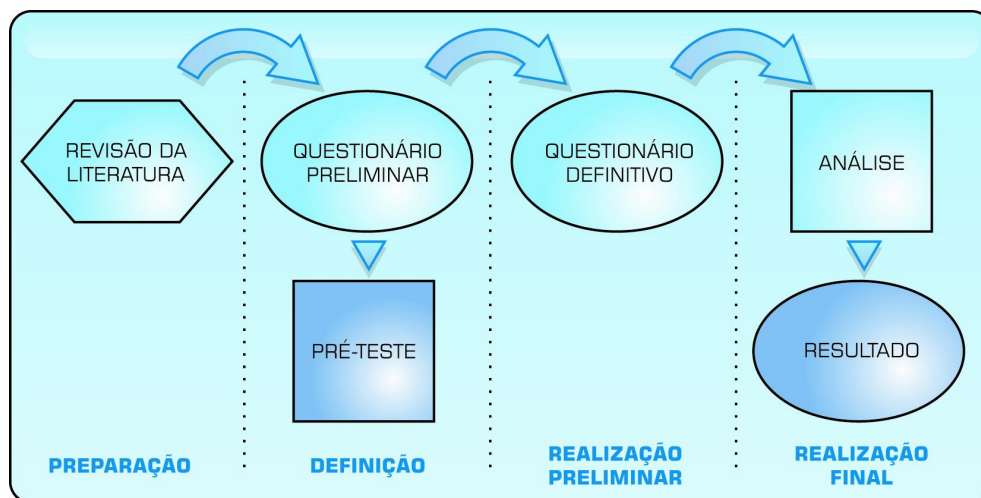 REVISÃO DA
LITERATURA
QUESTIONÁRIO
PRELIMINAR
QUESTIONÁRIO
DEFINITIVO
ANÁLISE
PRÉ-TESTE
RESULTADO
PREPARAÇÃO
DEFINIÇÃO
REALIZAÇÃO
PRELIMINAR
REALIZAÇÃO
FINAL